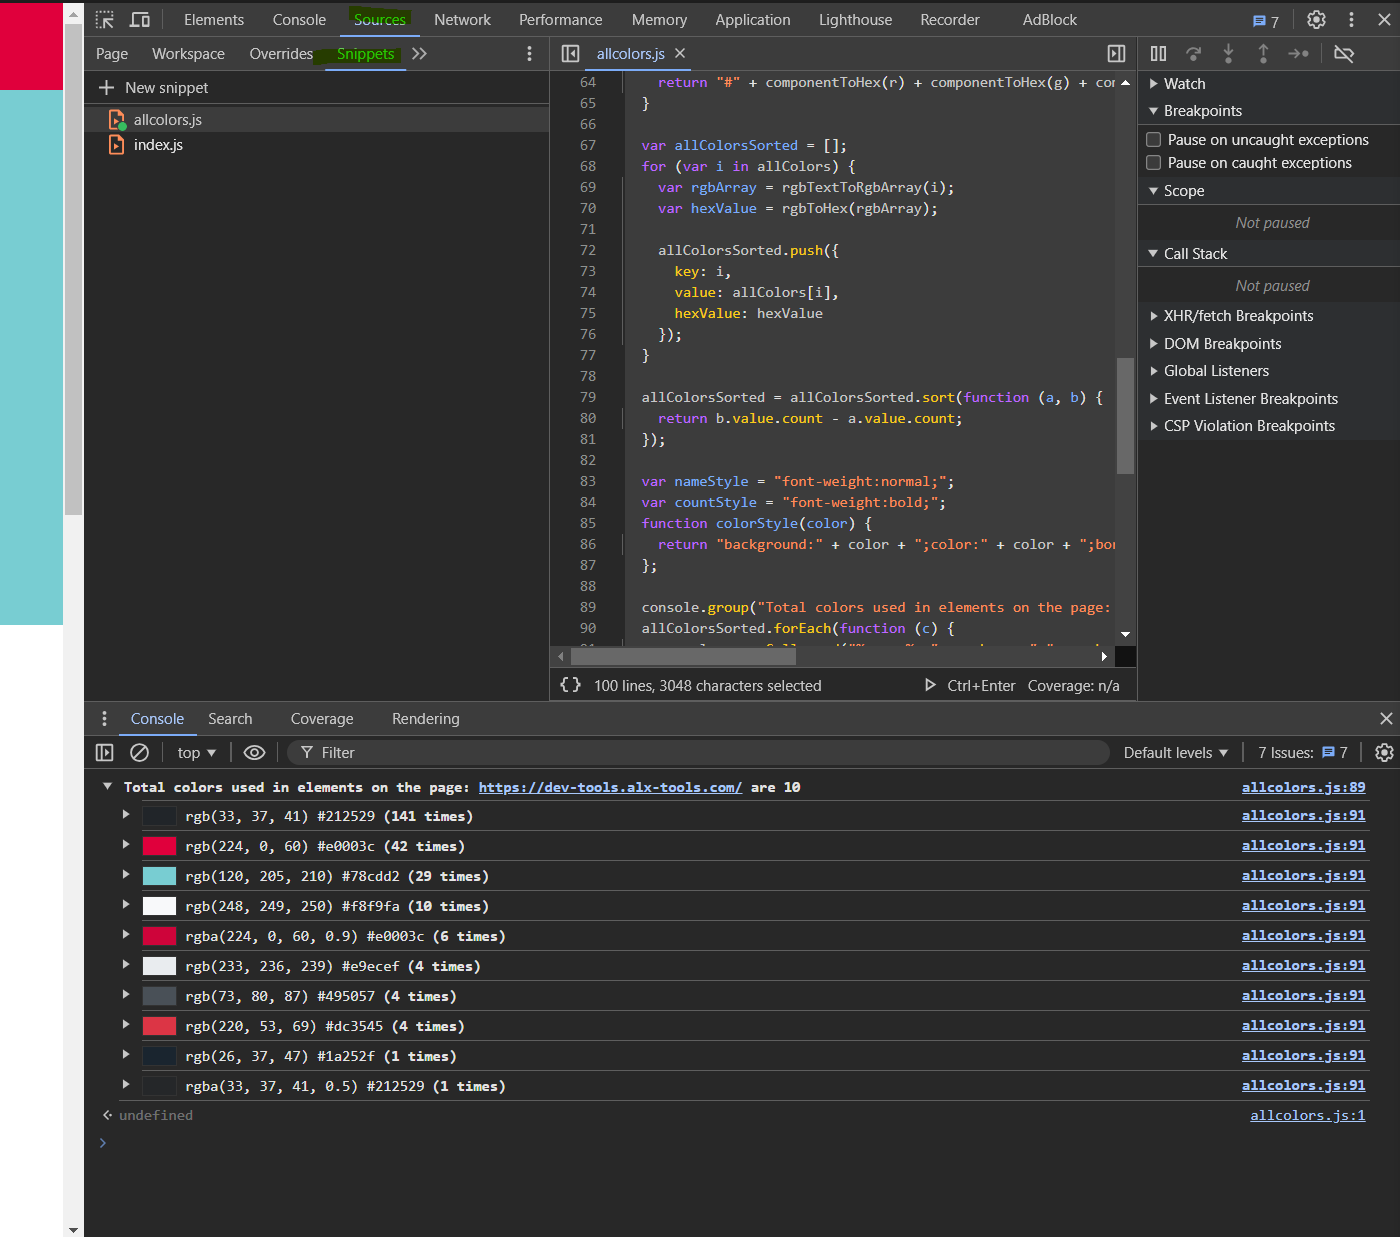 Elements Console Sources Network Performance Memory Application Lighthouse Recorder AdBlock 7
Page Workspace Overrides Snippets
New snippet
allcolors.js
index.js
allcolors.js
64 return "#" + componentToHex(r) + componentToHex(g) + con
65 }
66
67 var allColorsSorted = [];
68 for (var i in allColors) {
69 var rgbArray = rgbTextToRgbArray(i);
70 var hexValue = rgbToHex(rgbArray);
71
72 allColorsSorted.push({
73 key: i,
74 value: allColors[i],
75 hexValue: hexValue
76 });
77 }
78
79 allColorsSorted = allColorsSorted.sort(function (a, b) {
80 return b.value.count - a.value.count;
81 });
82
83 var nameStyle = "font-weight:normal;";
84 var countStyle = "font-weight:bold;";
85 function colorStyle(color) {
86 return "background:" + color + ";color:" + color + ";bor
87 };
88
89 console.group("Total colors used in elements on the page:
90 allColorsSorted.forEach(function (c) {
{} 100 lines, 3048 characters selected Ctrl+Enter Coverage: n/a
Watch
Breakpoints
Pause on uncaught exceptions
Pause on caught exceptions
Scope
Not paused
Call Stack
Not paused
XHR/fetch Breakpoints
DOM Breakpoints
Global Listeners
Event Listener Breakpoints
CSP Violation Breakpoints
Console Search Coverage Rendering
top Filter Default levels 7 Issues: 7
Total colors used in elements on the page: https://dev-tools.alx-tools.com/ are 10 allcolors.js:89
rgb(33, 37, 41) #212529 (141 times) allcolors.js:91
rgb(224, 0, 60) #e0003c (42 times) allcolors.js:91
rgb(120, 205, 210) #78cdd2 (29 times) allcolors.js:91
rgb(248, 249, 250) #f8f9fa (10 times) allcolors.js:91
rgba(224, 0, 60, 0.9) #e0003c (6 times) allcolors.js:91
rgb(233, 236, 239) #e9ecef (4 times) allcolors.js:91
rgb(73, 80, 87) #495057 (4 times) allcolors.js:91
rgb(220, 53, 69) #dc3545 (4 times) allcolors.js:91
rgb(26, 37, 47) #1a252f (1 times) allcolors.js:91
rgba(33, 37, 41, 0.5) #212529 (1 times) allcolors.js:91
undefined allcolors.js:1